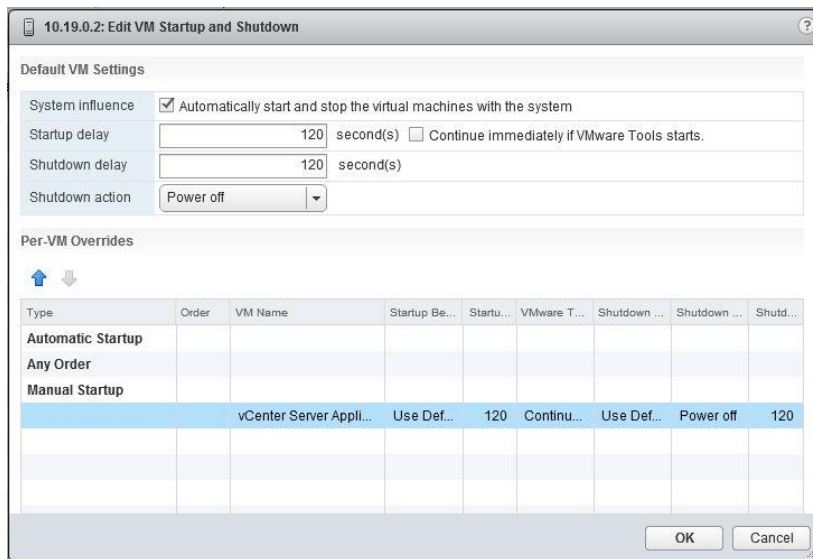 10.19.0.2: Edit VM Startup and Shutdown ?
Default VM Settings
System influence Automatically start and stop the virtual machines with the system
Startup delay 120 second(s) Continue immediately if VMware Tools starts.
Shutdown delay 120 second(s)
Shutdown action Power off
Per-VM Overrides
Type Order VM Name Startup Be... Startu... VMware T... Shutdown ... Shutdown ... Shutd...
Automatic Startup
Any Order
Manual Startup
vCenter Server Appli... Use Def... 120 Continu... Use Def... Power off 120
OK Cancel